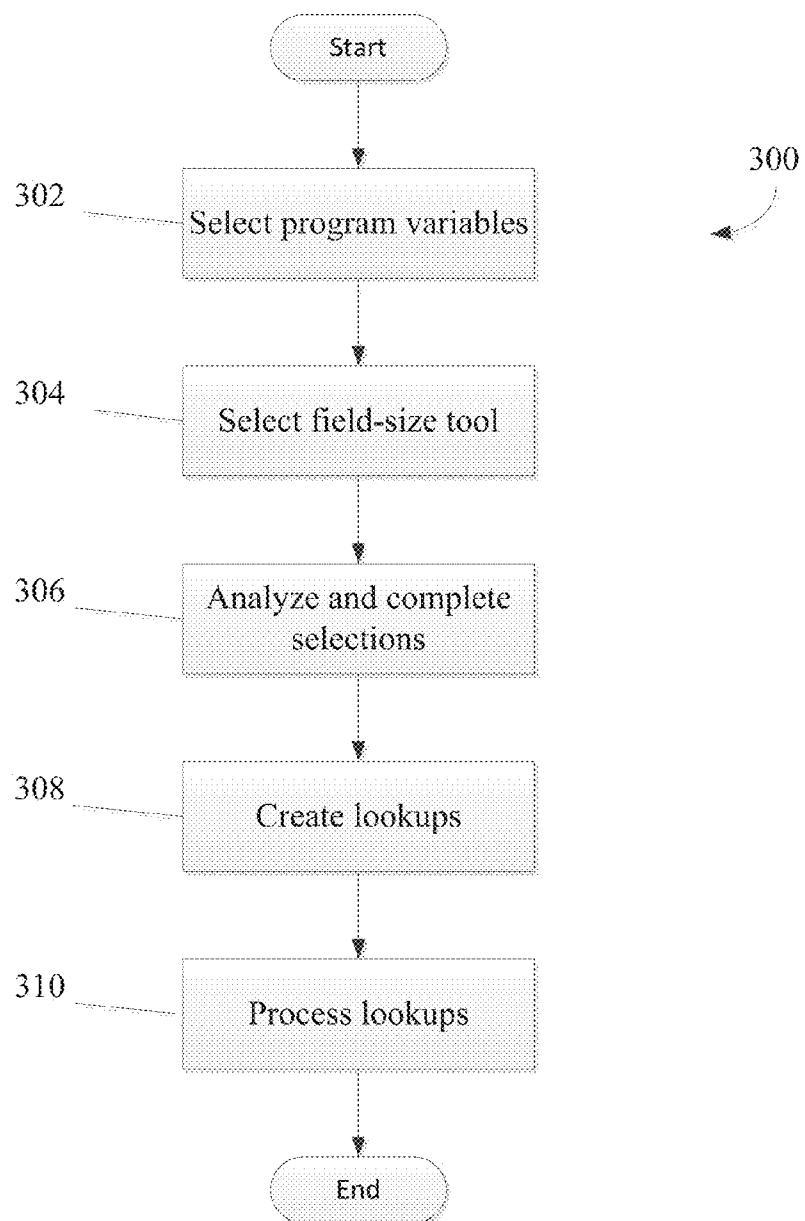 Start
300
302
Select program variables
304
Select field-size tool
306
Analyze and complete
selections
308
Create lookups
310
Process lookups
End